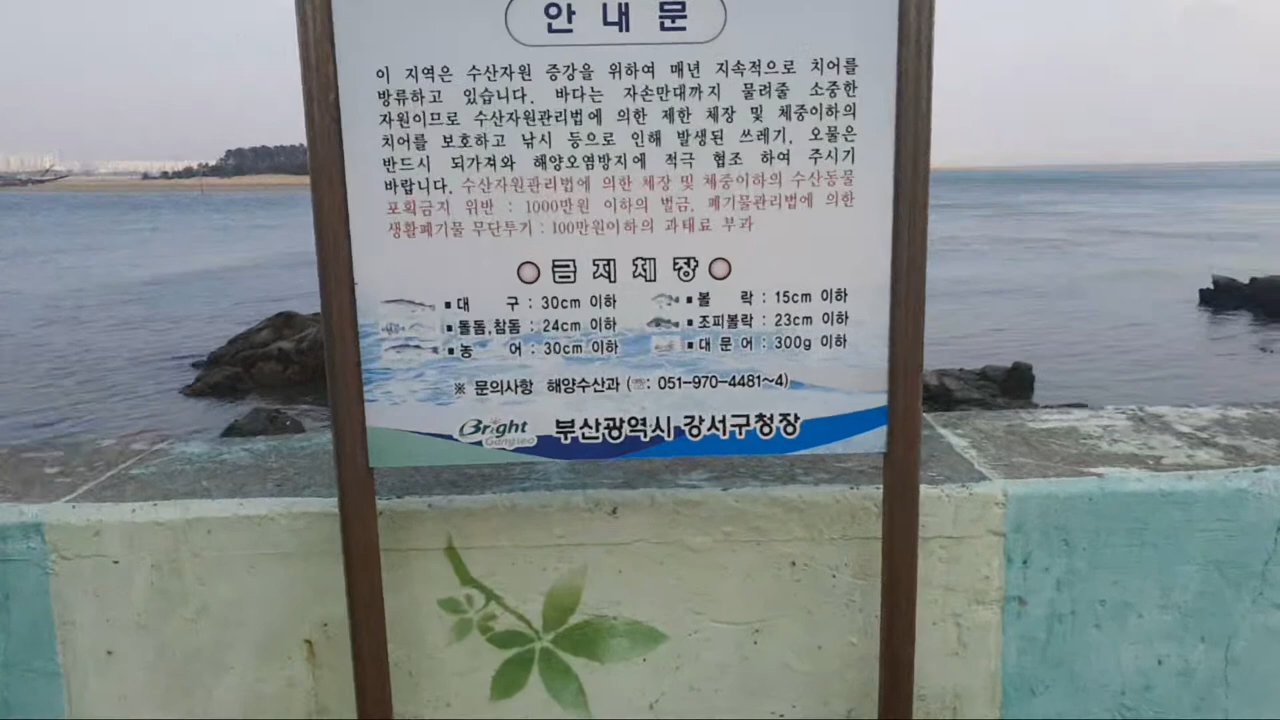 안내문
이 지역은 수산자원 증강을 위하여 매년 지속적으로 치어를
방류하고 있습니다. 바다는 자손만대까지 물려줄 소중한
자원이므로 수산자원관리법에 의한 제한 체장 및 체중이하의
치어를 보호하고 낚시 등으로 인해 발생된 쓰레기, 오물은
반드시 되가져와 해양오염방지에 적극 협조 하여 주시기
바랍니다. 수산자원관리법에 의한 체장 및 체중이하의 수산동물
포획금지 위반 : 1000만원 이하의 벌금, 폐기물관리법에 의한
생활폐기물 무단투기 : 100만원이하의 과태료 부과
금지체장
대 구 : 30cm 이하 볼 락 : 15cm 이하
돌돔,참돔 : 24cm 이하 조피볼락 : 23cm 이하
농 어 : 30cm 이하 대 문 어 : 300g 이하
※ 문의사항 해양수산과 (☏: 051-970-4481~4)
Bright Gangseo 부산광역시 강서구청장